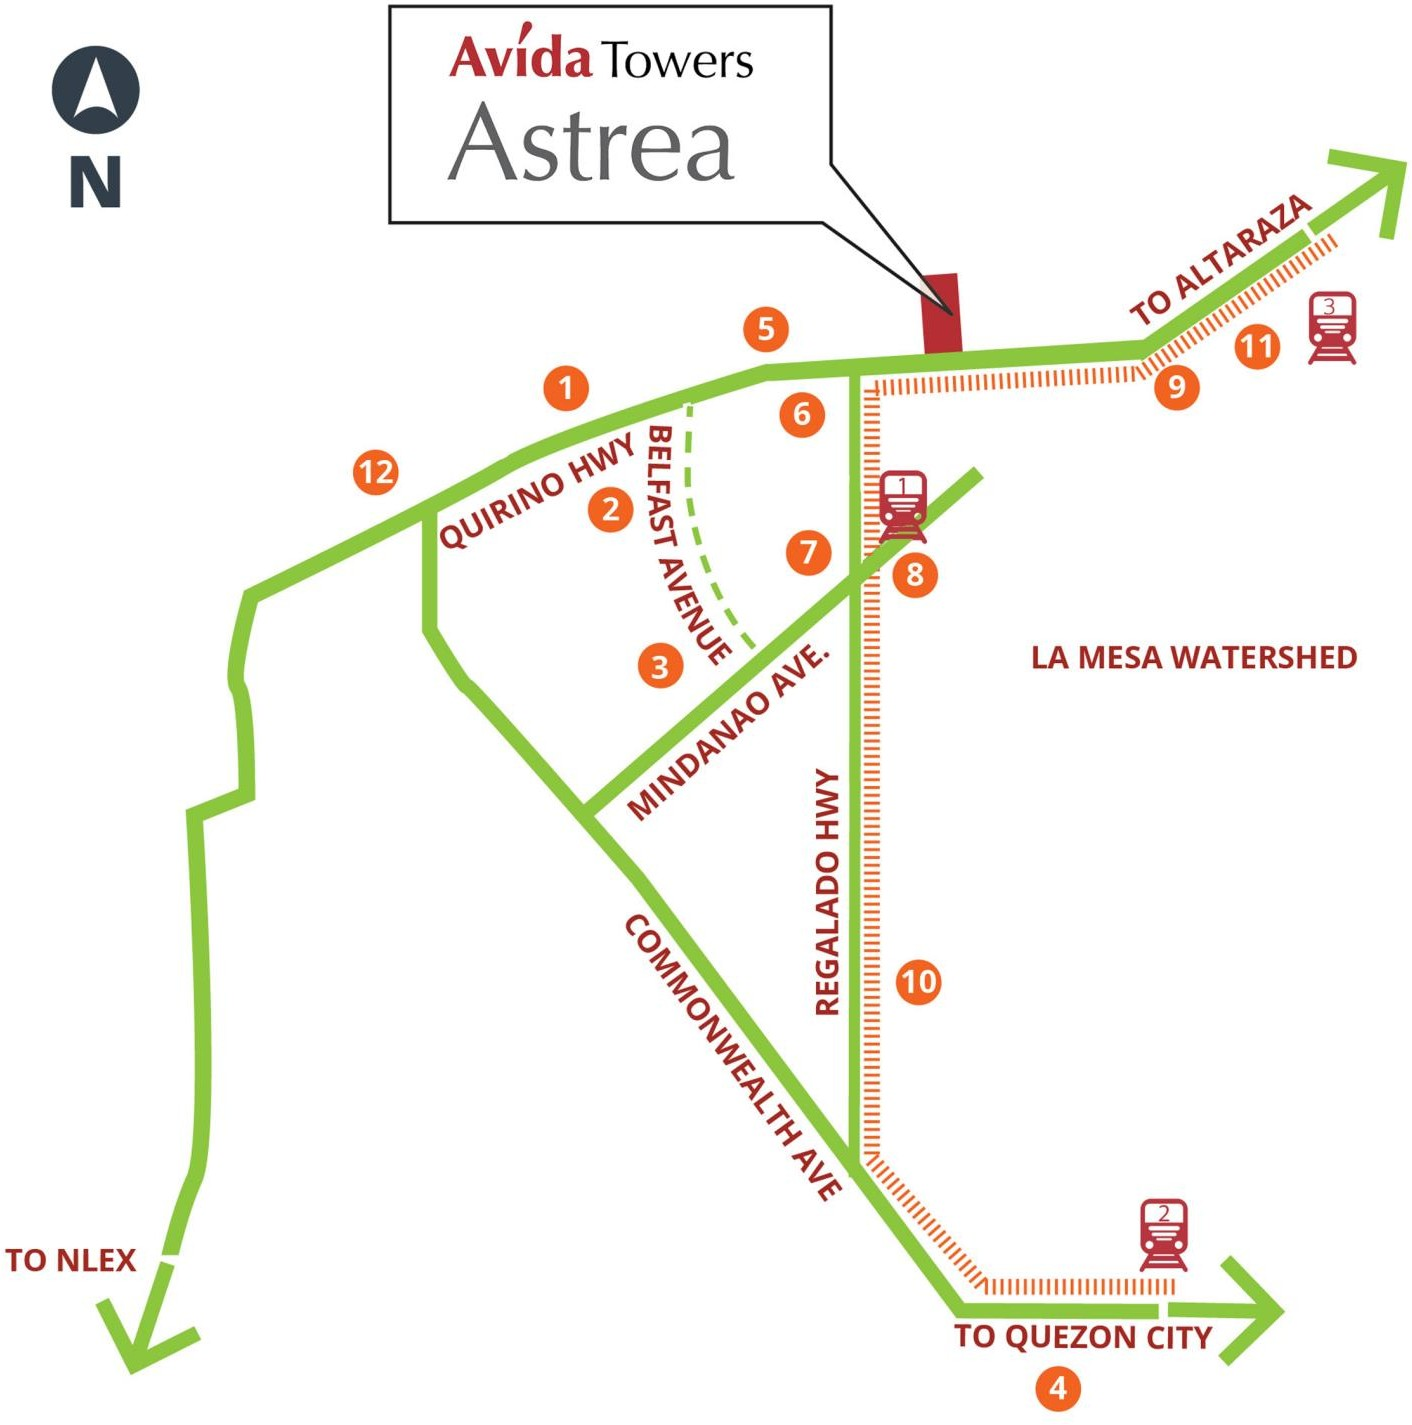 Avida Towers
Astrea
N
TO ALTARAZA
3
5
11
1
9
6
QUIRINO HWY
BELFAST AVENUE
12
1
2
7
8
3
LA MESA WATERSHED
MINDANAO AVE.
REGALADO HWY
10
COMMONWEALTH AVE
2
TO NLEX
TO QUEZON CITY
4